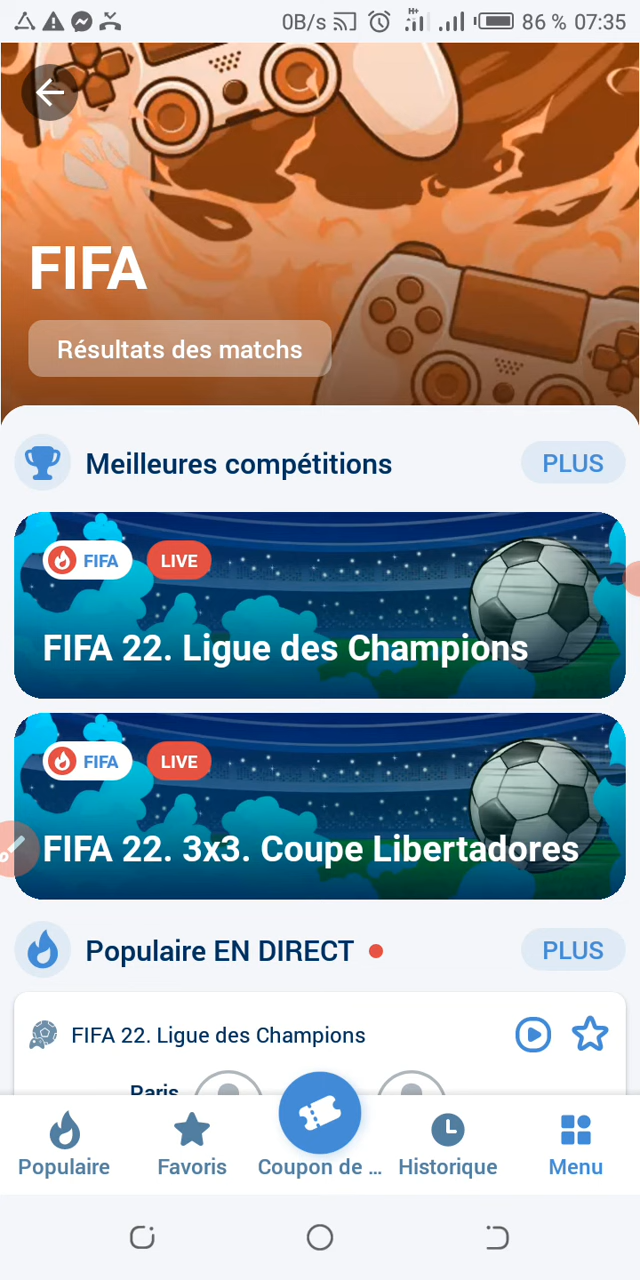 0B/s H+ 86 % 07:35
FIFA
Résultats des matchs
Meilleures compétitions PLUS
FIFA LIVE
FIFA 22. Ligue des Champions
FIFA LIVE
FIFA 22. 3x3. Coupe Libertadores
Populaire EN DIRECT PLUS
FIFA 22. Ligue des Champions
Paris
Populaire Favoris Coupon de ... Historique Menu